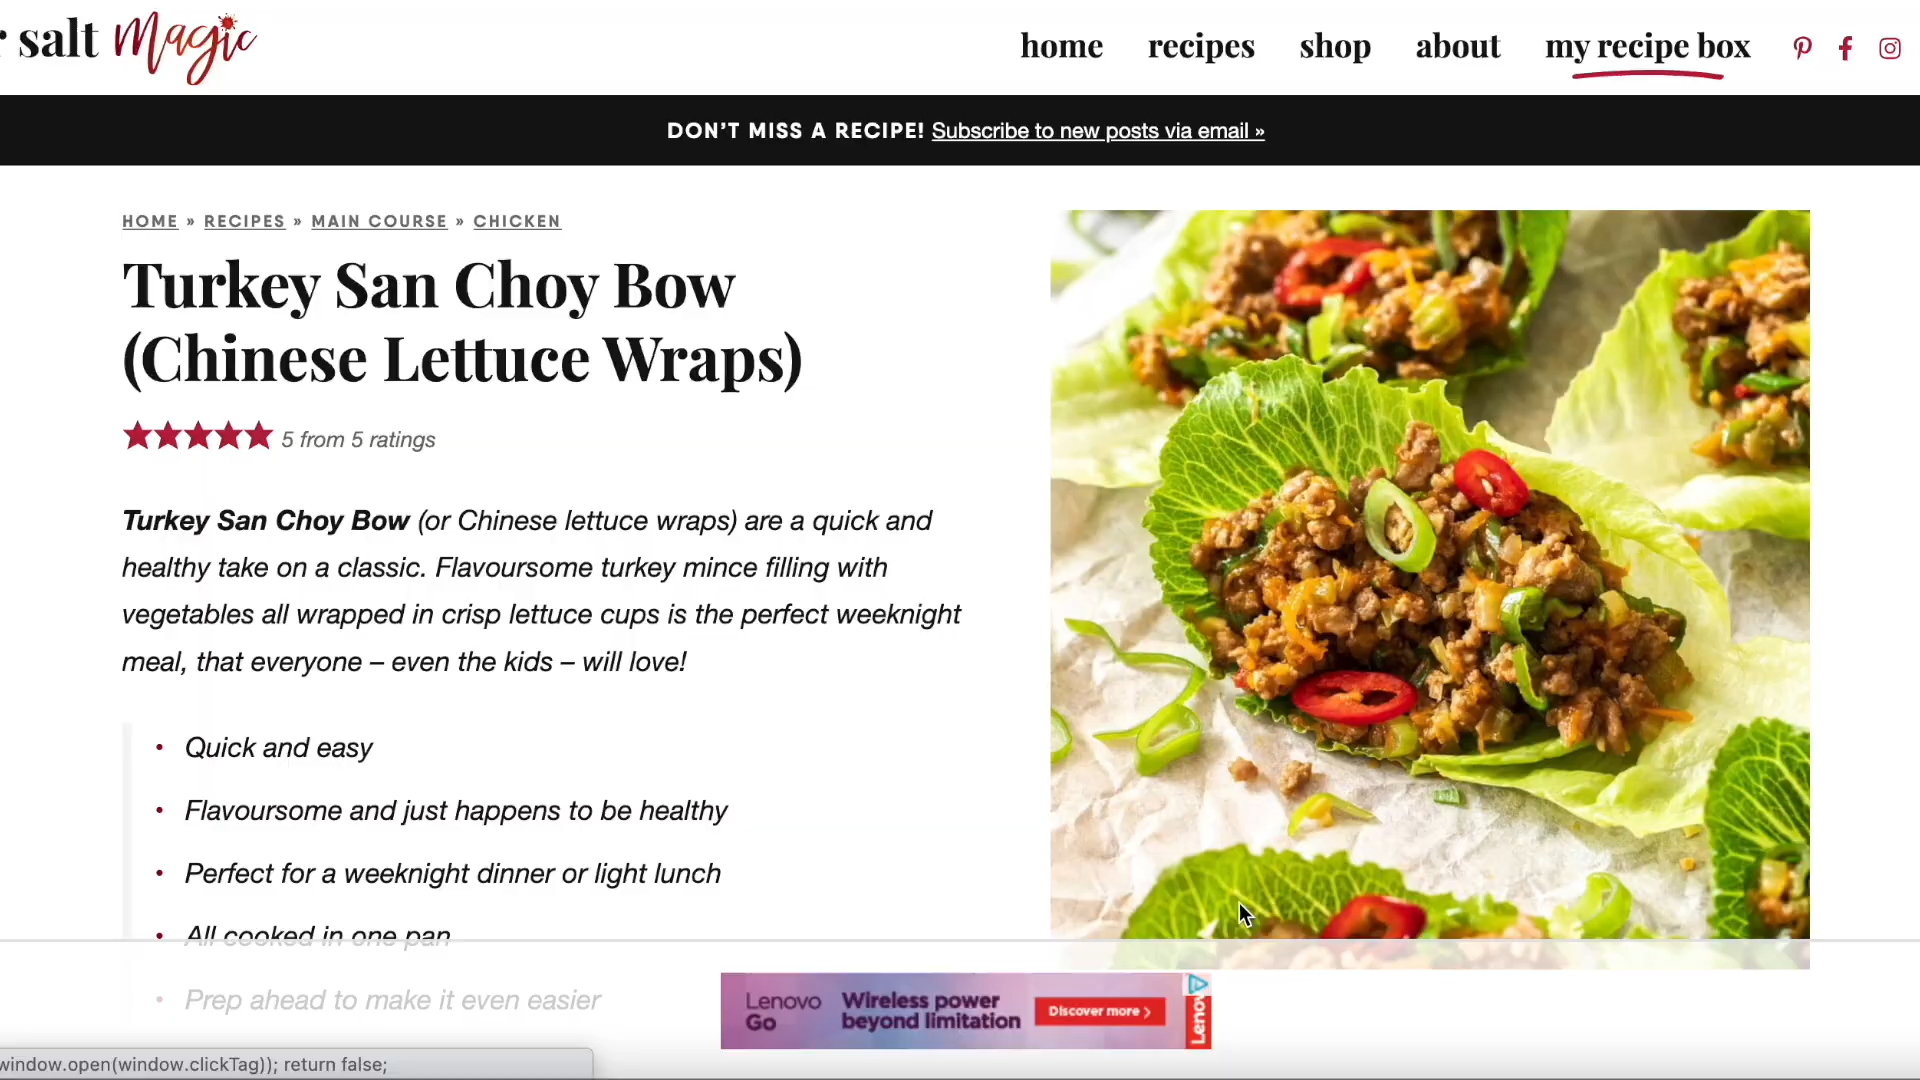 salt Magic
home recipes shop about my recipe box
DON'T MISS A RECIPE! Subscribe to new posts via email »
HOME » RECIPES » MAIN COURSE » CHICKEN
Turkey San Choy Bow
(Chinese Lettuce Wraps)
5 from 5 ratings
Turkey San Choy Bow (or Chinese lettuce wraps) are a quick and
healthy take on a classic. Flavoursome turkey mince filling with
vegetables all wrapped in crisp lettuce cups is the perfect weeknight
meal, that everyone – even the kids – will love!
• Quick and easy
• Flavoursome and just happens to be healthy
• Perfect for a weeknight dinner or light lunch
• All cooked in one pan
• Prep ahead to make it even easier
Lenovo Go
Wireless power
beyond limitation
Discover more >
Lenovo
window.open(window.clickTag)); return false;